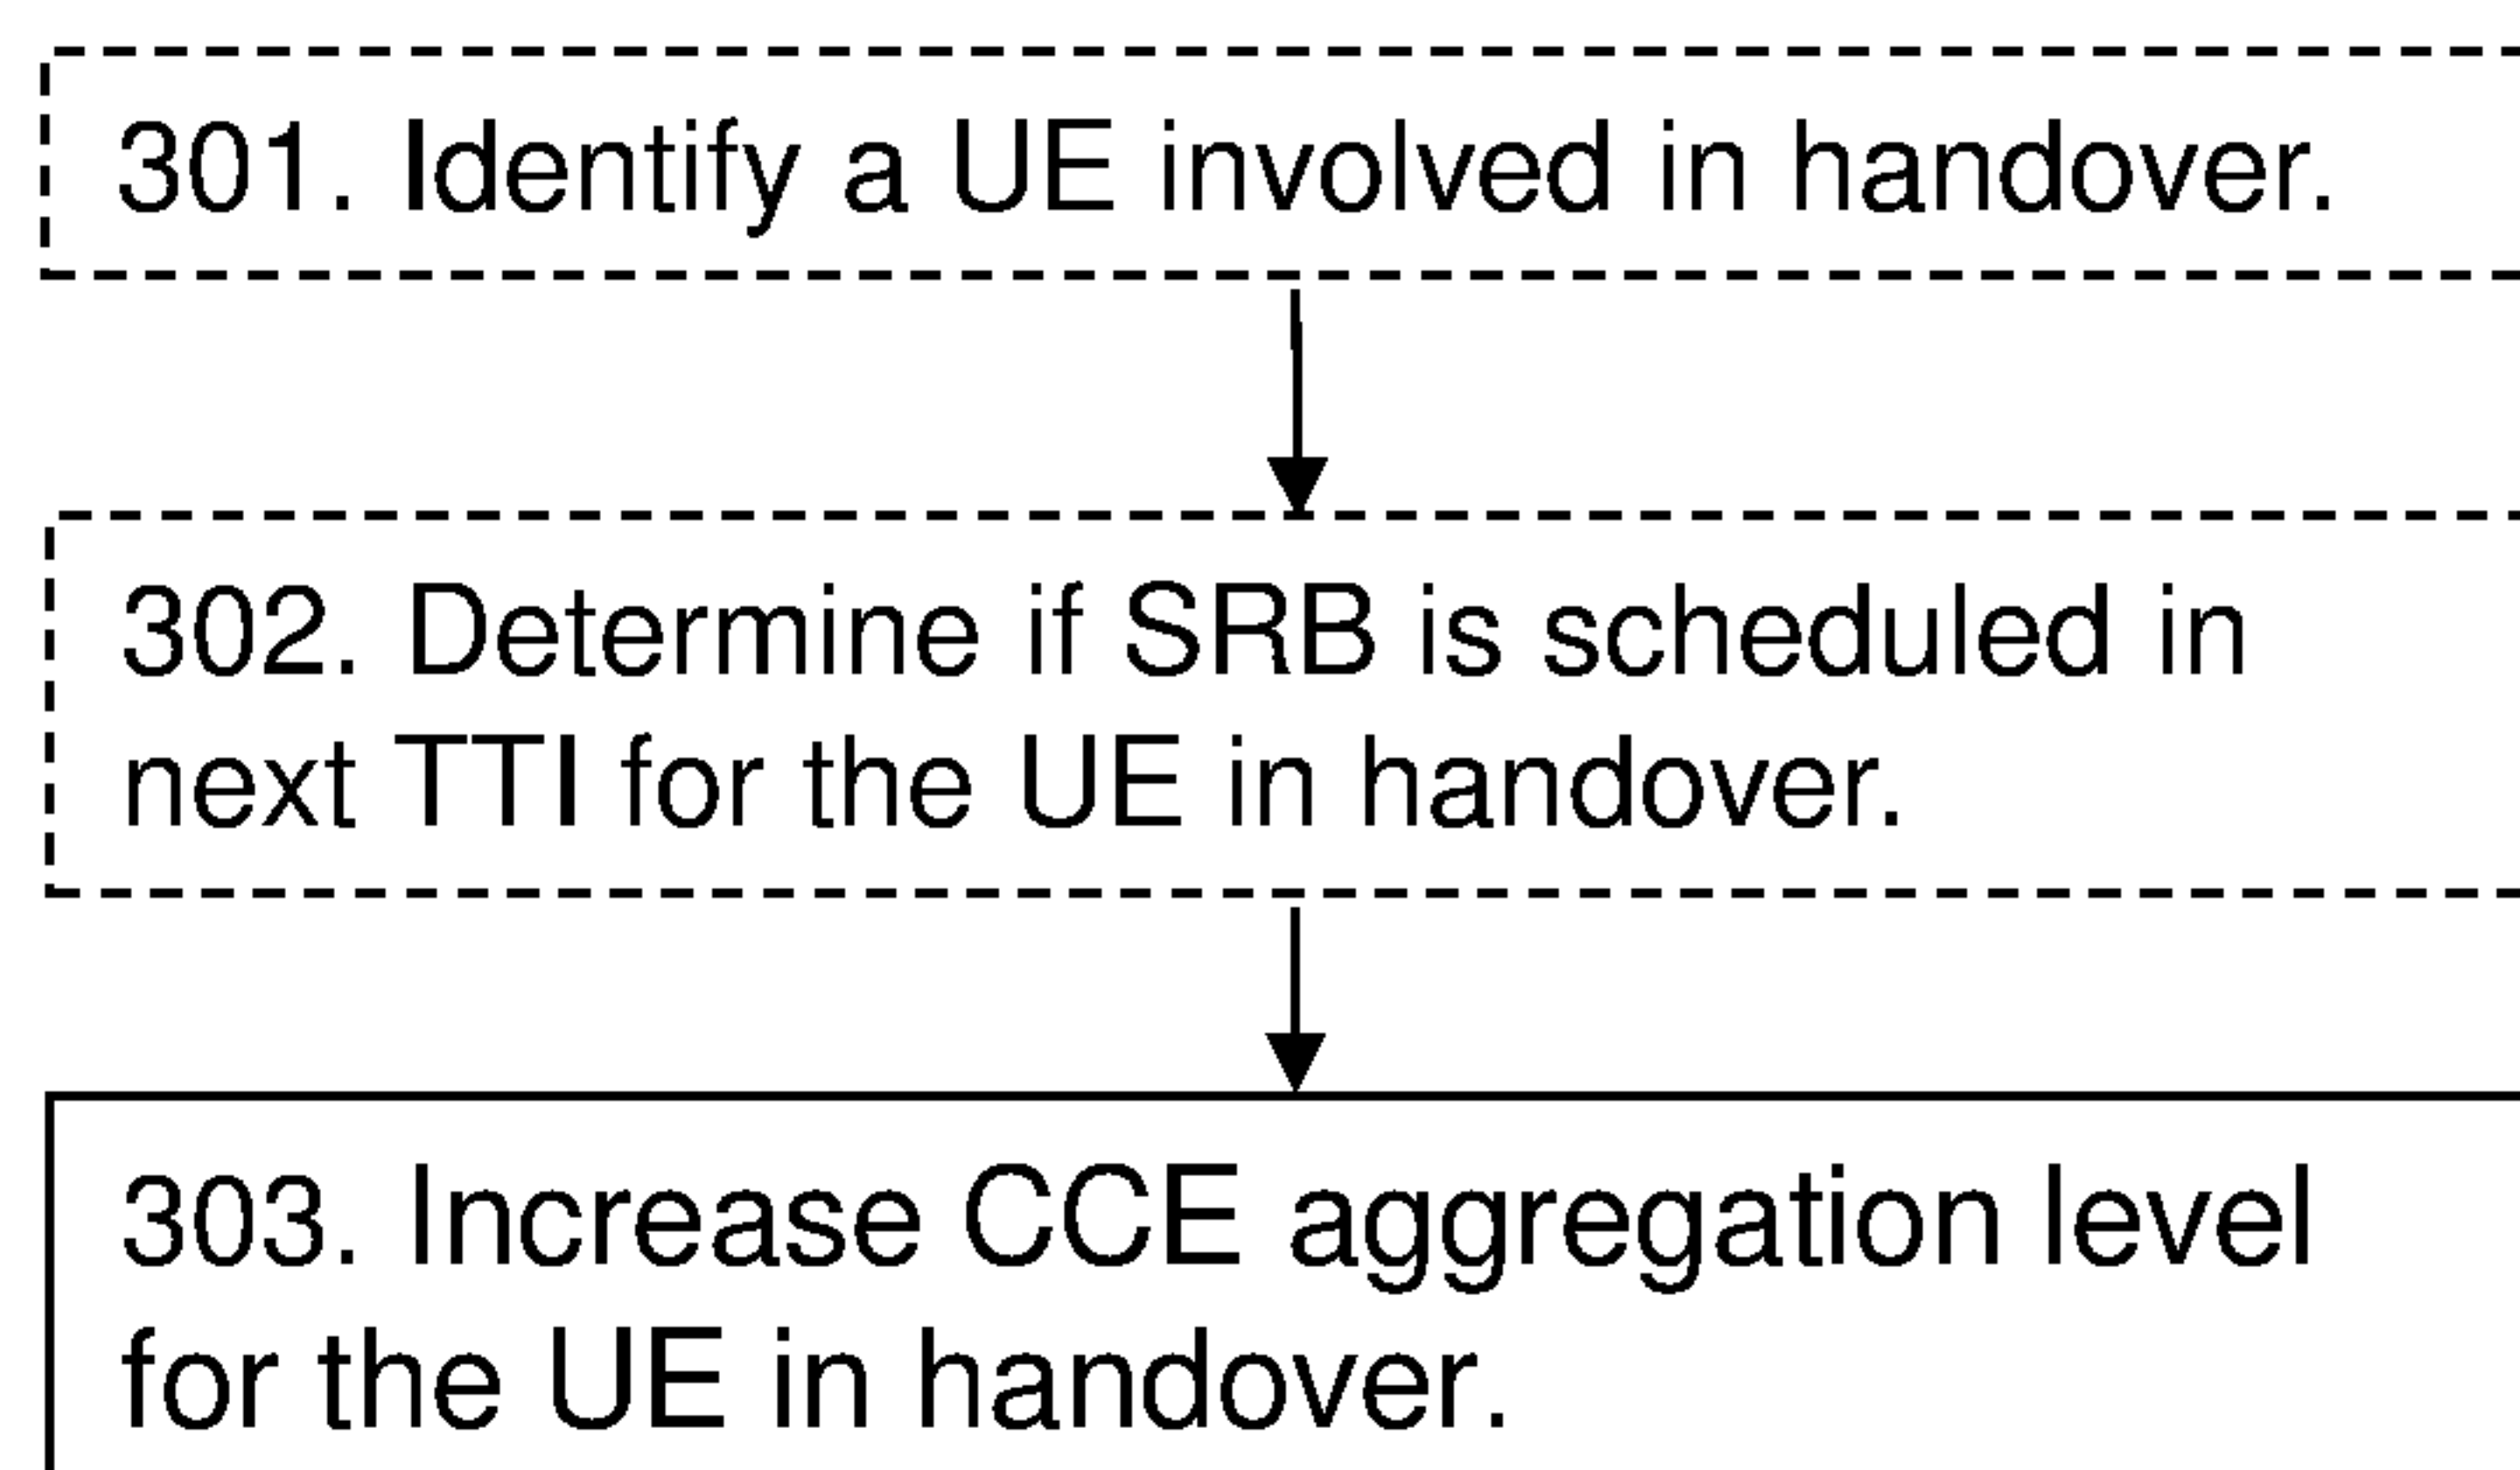 301. Identify a UE involved in handover.
302. Determine if SRB is scheduled in
next TTI for the UE in handover.
303. Increase CCE aggregation level
for the UE in handover.